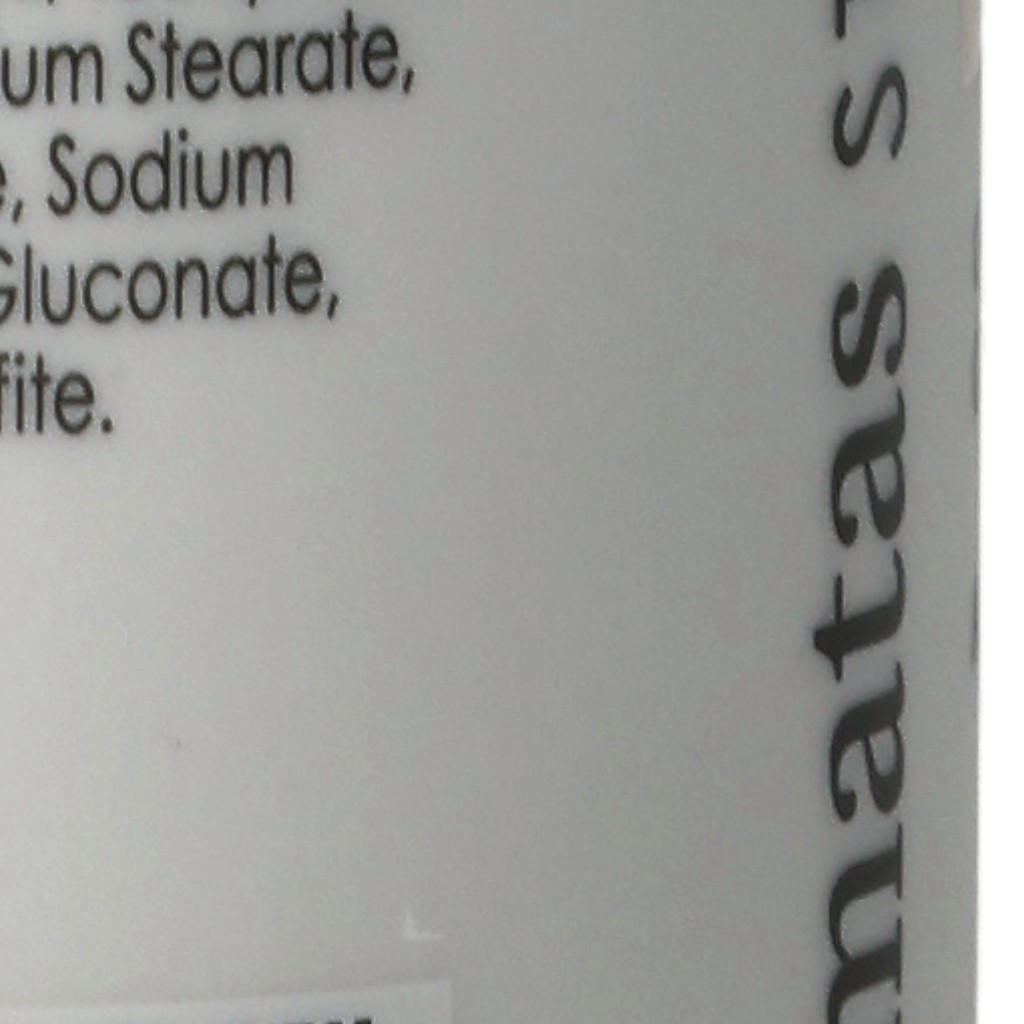 um Stearate,
, Sodium
Gluconate,
fite.
matas